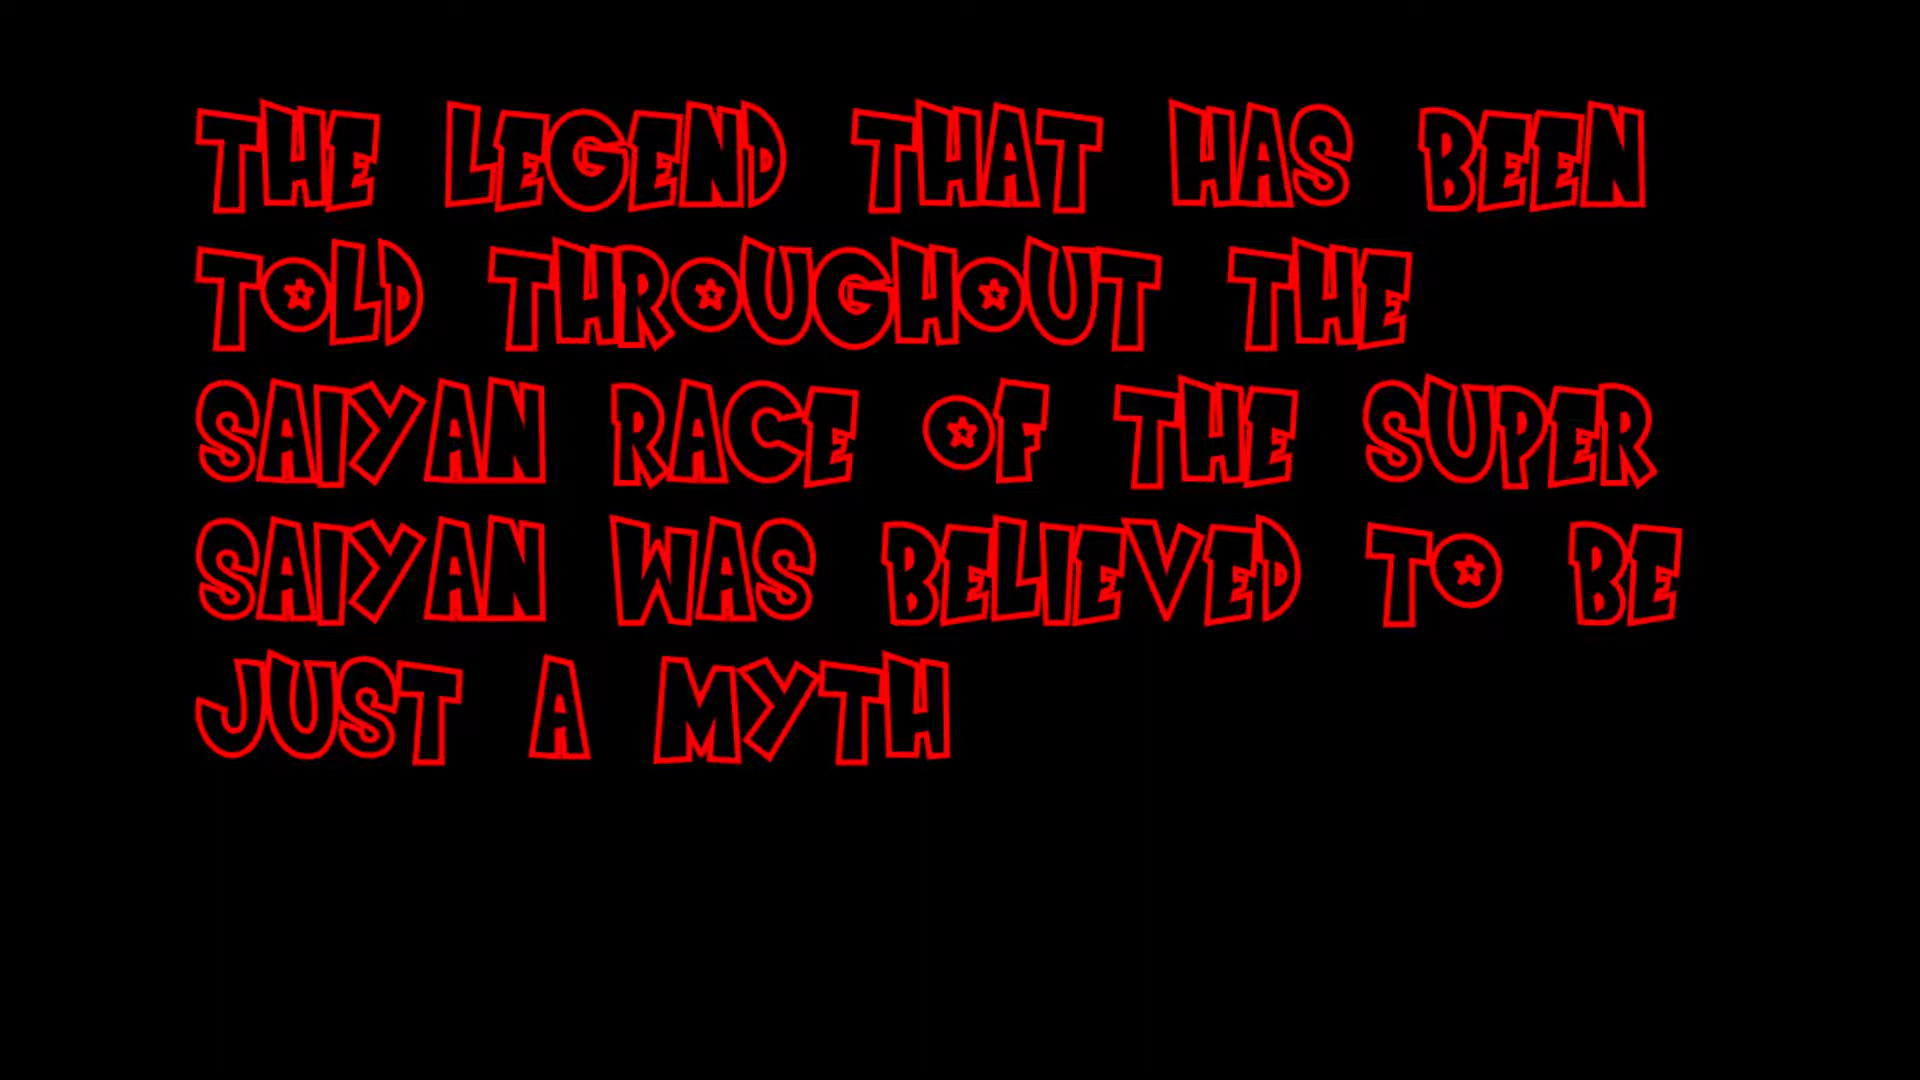 THE LEGEND THAT HAS BEEN
TOLD THROUGHOUT THE
SAIYAN RACE OF THE SUPER
SAIYAN WAS BELIEVED TO BE
JUST A MYTH